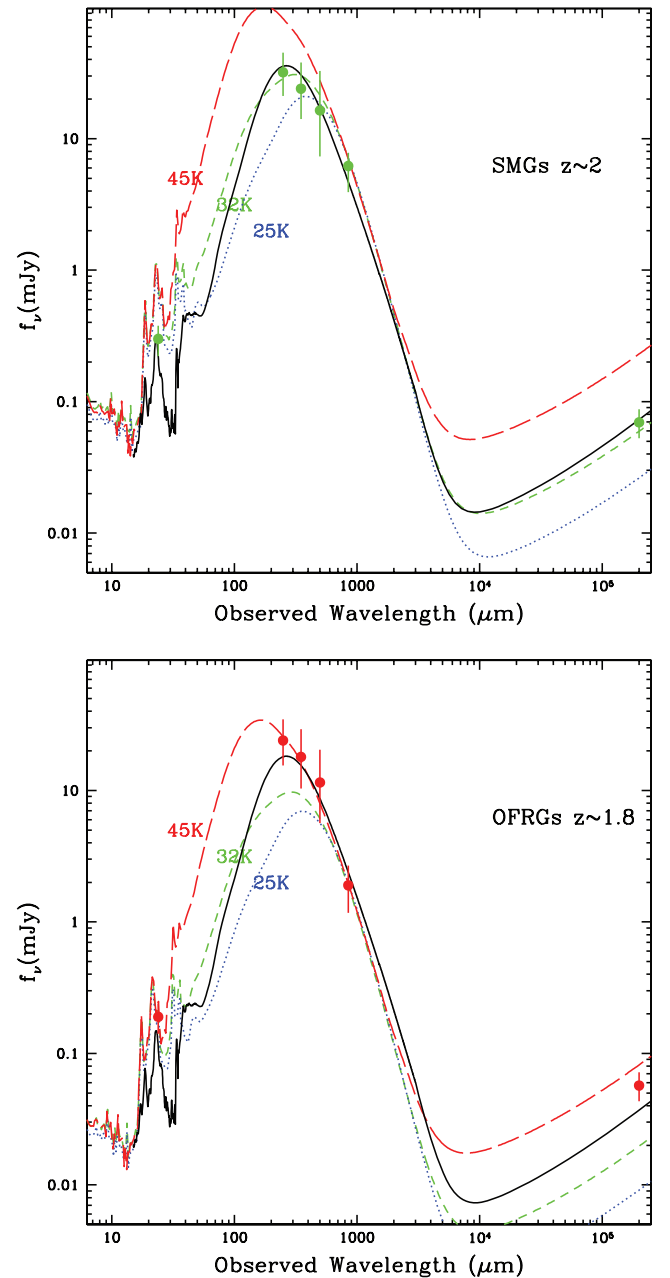 10
1
0.1
0.01
f_ν(mJy)
45K
32K
25K
SMGs z~2
10 100 1000 10⁴ 10⁵
Observed Wavelength (μm)
10
1
0.1
0.01
f_ν(mJy)
45K
32K
25K
OFRGs z~1.8
10 100 1000 10⁴ 10⁵
Observed Wavelength (μm)